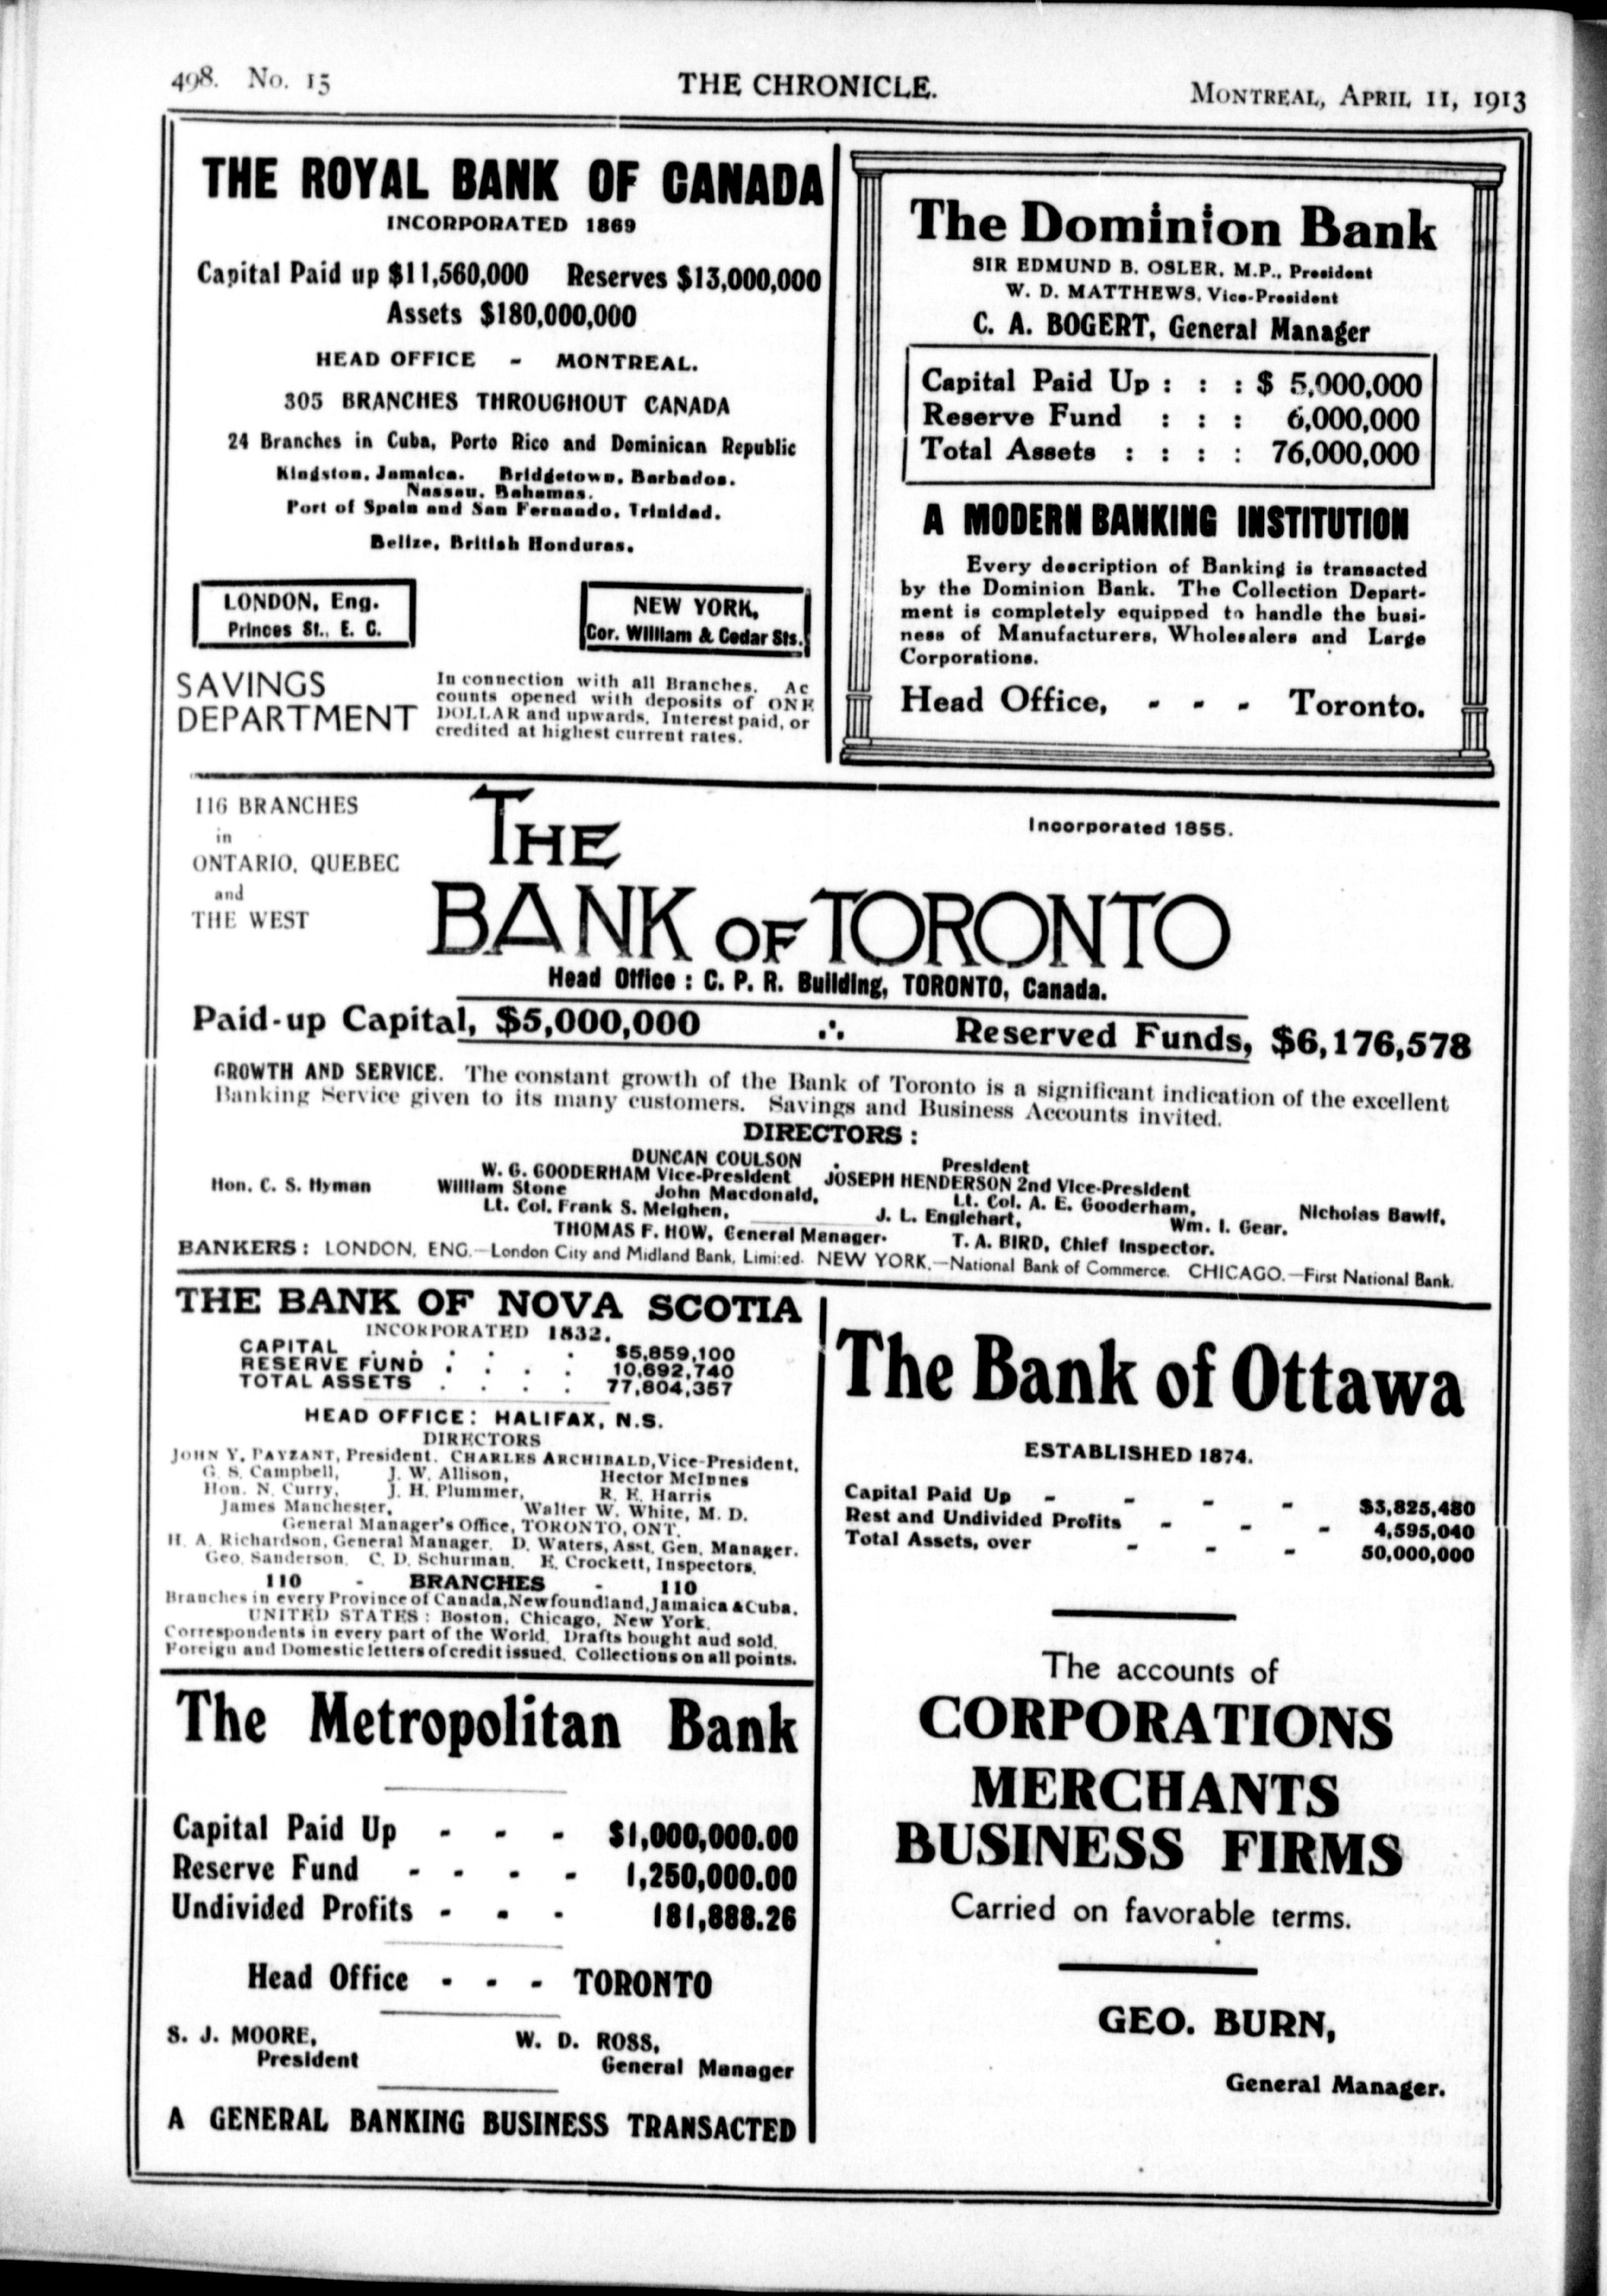 498. No. 15 THE CHRONICLE. MONTREAL, APRIL 11, 1913
THE ROYAL BANK OF CANADA
INCORPORATED 1869
Capital Paid up $11,560,000 Reserves $13,000,000
Assets $180,000,000
HEAD OFFICE - MONTREAL.
305 BRANCHES THROUGHOUT CANADA
24 Branches in Cuba, Porto Rico and Dominican Republic
Kingston, Jamaica. Bridgetown, Barbados.
Nassau, Bahamas.
Port of Spain and San Fernando, Trinidad.
Belize, British Honduras.
LONDON, Eng.
Princes St., E. C.
NEW YORK,
Cor. William & Cedar Sts.
SAVINGS
DEPARTMENT
In connection with all Branches. Ac
counts opened with deposits of ONE
DOLLAR and upwards. Interest paid, or
credited at highest current rates.
The Dominion Bank
SIR EDMUND B. OSLER, M.P., President
W. D. MATTHEWS, Vice-President
C. A. BOGERT, General Manager
Capital Paid Up : : : $ 5,000,000
Reserve Fund : : : 6,000,000
Total Assets : : : : 76,000,000
A MODERN BANKING INSTITUTION
Every description of Banking is transacted
by the Dominion Bank. The Collection Depart-
ment is completely equipped to handle the busi-
ness of Manufacturers, Wholesalers and Large
Corporations.
Head Office, - - - Toronto.
116 BRANCHES
in
ONTARIO, QUEBEC
and
THE WEST
Incorporated 1855.
THE
BANK OF TORONTO
Head Office : C. P. R. Building, TORONTO, Canada.
Paid-up Capital, $5,000,000 ∴ Reserved Funds, $6,176,578
GROWTH AND SERVICE. The constant growth of the Bank of Toronto is a significant indication of the excellent
Banking Service given to its many customers. Savings and Business Accounts invited.
DIRECTORS :
DUNCAN COULSON . President
W. G. GOODERHAM Vice-President JOSEPH HENDERSON 2nd Vice-President
Hon. C. S. Hyman William Stone John Macdonald, Lt. Col. A. E. Gooderham, Nicholas Bawlf,
Lt. Col. Frank S. Meighen, J. L. Englehart, Wm. I. Gear.
THOMAS F. HOW, General Manager. T. A. BIRD, Chief Inspector.
BANKERS : LONDON, ENG.—London City and Midland Bank, Limited. NEW YORK.—National Bank of Commerce. CHICAGO.—First National Bank.
THE BANK OF NOVA SCOTIA
INCORPORATED 1832.
CAPITAL . . . . . $5,859,100
RESERVE FUND . . . . 10,692,740
TOTAL ASSETS . . . . 77,804,357
HEAD OFFICE: HALIFAX, N.S.
DIRECTORS
JOHN Y. PAYZANT, President. CHARLES ARCHIBALD, Vice-President.
G. S. Campbell, J. W. Allison, Hector McInnes
Hon. N. Curry, J. H. Plummer, R. E. Harris
James Manchester, Walter W. White, M. D.
General Manager's Office, TORONTO, ONT.
H. A. Richardson, General Manager. D. Waters, Asst. Gen. Manager.
Geo. Sanderson, C. D. Schurman, E. Crockett, Inspectors.
110 - BRANCHES - 110
Branches in every Province of Canada, Newfoundland, Jamaica & Cuba.
UNITED STATES : Boston, Chicago, New York.
Correspondents in every part of the World. Drafts bought aud sold.
Foreign and Domestic letters of credit issued. Collections on all points.
The Metropolitan Bank
Capital Paid Up - - - $1,000,000.00
Reserve Fund - - - - 1,250,000.00
Undivided Profits - - - 181,888.26
Head Office - - - TORONTO
S. J. MOORE, W. D. ROSS,
President General Manager
A GENERAL BANKING BUSINESS TRANSACTED
The Bank of Ottawa
ESTABLISHED 1874.
Capital Paid Up - - - - $3,825,480
Rest and Undivided Profits - - - 4,595,040
Total Assets, over - - - 50,000,000
The accounts of
CORPORATIONS
MERCHANTS
BUSINESS FIRMS
Carried on favorable terms.
GEO. BURN,
General Manager.